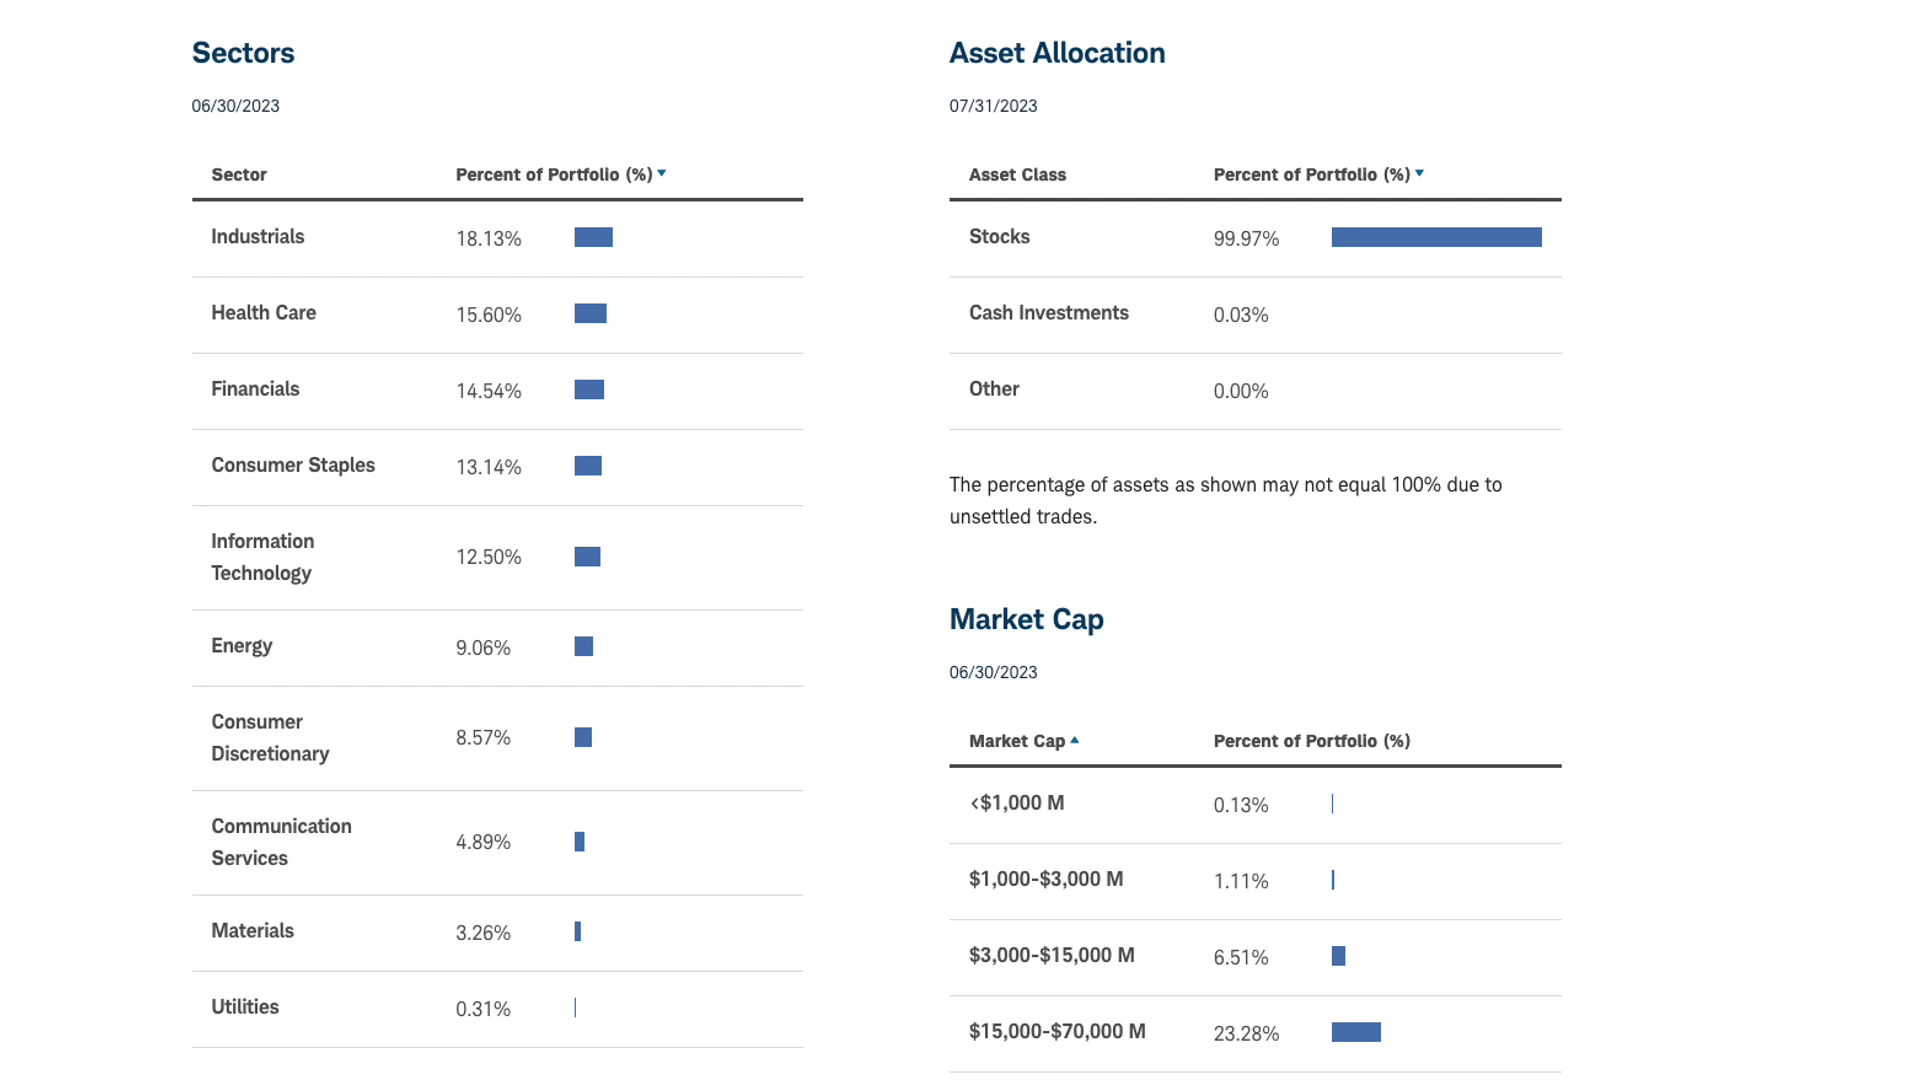 Sectors
06/30/2023
Sector Percent of Portfolio (%)
Industrials 18.13%
Health Care 15.60%
Financials 14.54%
Consumer Staples 13.14%
Information
Technology
12.50%
Energy 9.06%
Consumer
Discretionary
8.57%
Communication
Services
4.89%
Materials 3.26%
Utilities 0.31%
Asset Allocation
07/31/2023
Asset Class Percent of Portfolio (%)
Stocks 99.97%
Cash Investments 0.03%
Other 0.00%
The percentage of assets as shown may not equal 100% due to
unsettled trades.
Market Cap
06/30/2023
Market Cap Percent of Portfolio (%)
<$1,000 M 0.13%
$1,000-$3,000 M 1.11%
$3,000-$15,000 M 6.51%
$15,000-$70,000 M 23.28%